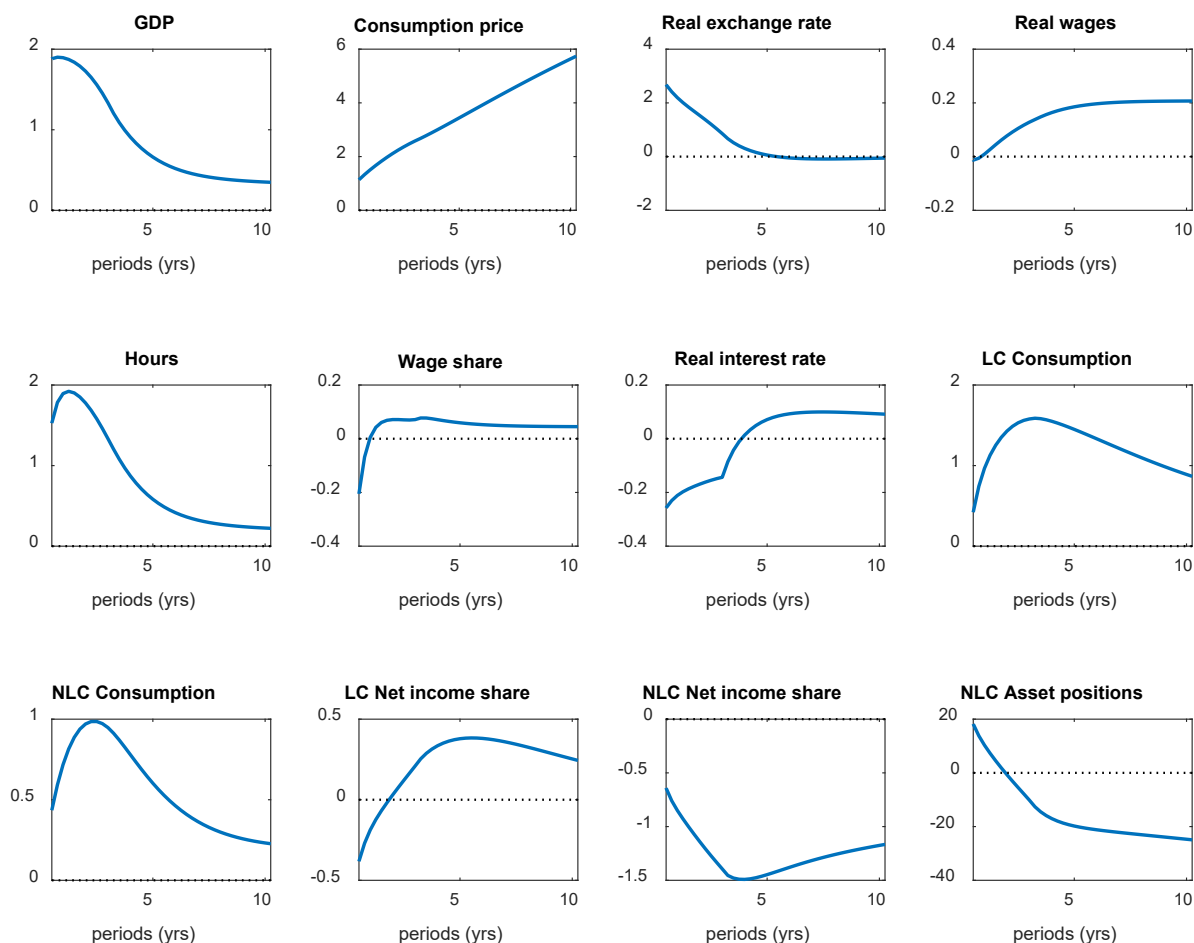 GDP
Consumption price
Real exchange rate
Real wages
2
1
0
5
10
periods (yrs)
6
4
2
0
5
10
periods (yrs)
4
2
0
-2
5
10
periods (yrs)
0.4
0.2
0
-0.2
5
10
periods (yrs)
Hours
Wage share
Real interest rate
LC Consumption
2
1
0
5
10
periods (yrs)
0.2
0
-0.2
-0.4
5
10
periods (yrs)
0.2
0
-0.2
-0.4
5
10
periods (yrs)
2
1
0
5
10
periods (yrs)
NLC Consumption
LC Net income share
NLC Net income share
NLC Asset positions
1
0.5
0
5
10
periods (yrs)
0.5
0
-0.5
5
10
periods (yrs)
0
-0.5
-1
-1.5
5
10
periods (yrs)
20
0
-20
-40
5
10
periods (yrs)